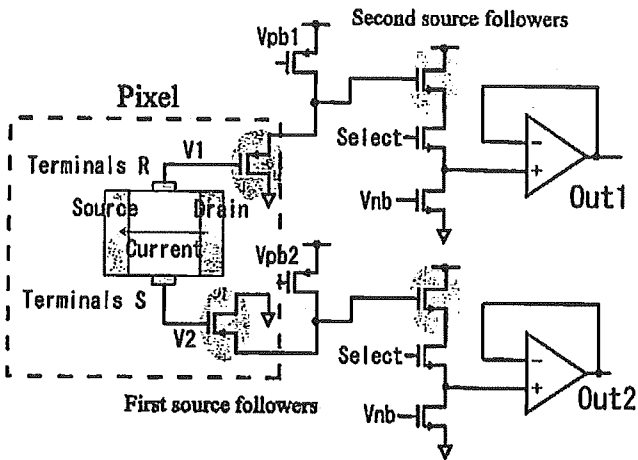 Second source followers
Vpb1
Pixel
V1
Select
Terminals R
Source
Drain
Vnb
Out1
Current
Vpb2
Terminals S
V2
Select
Vnb
Out2
First source followers